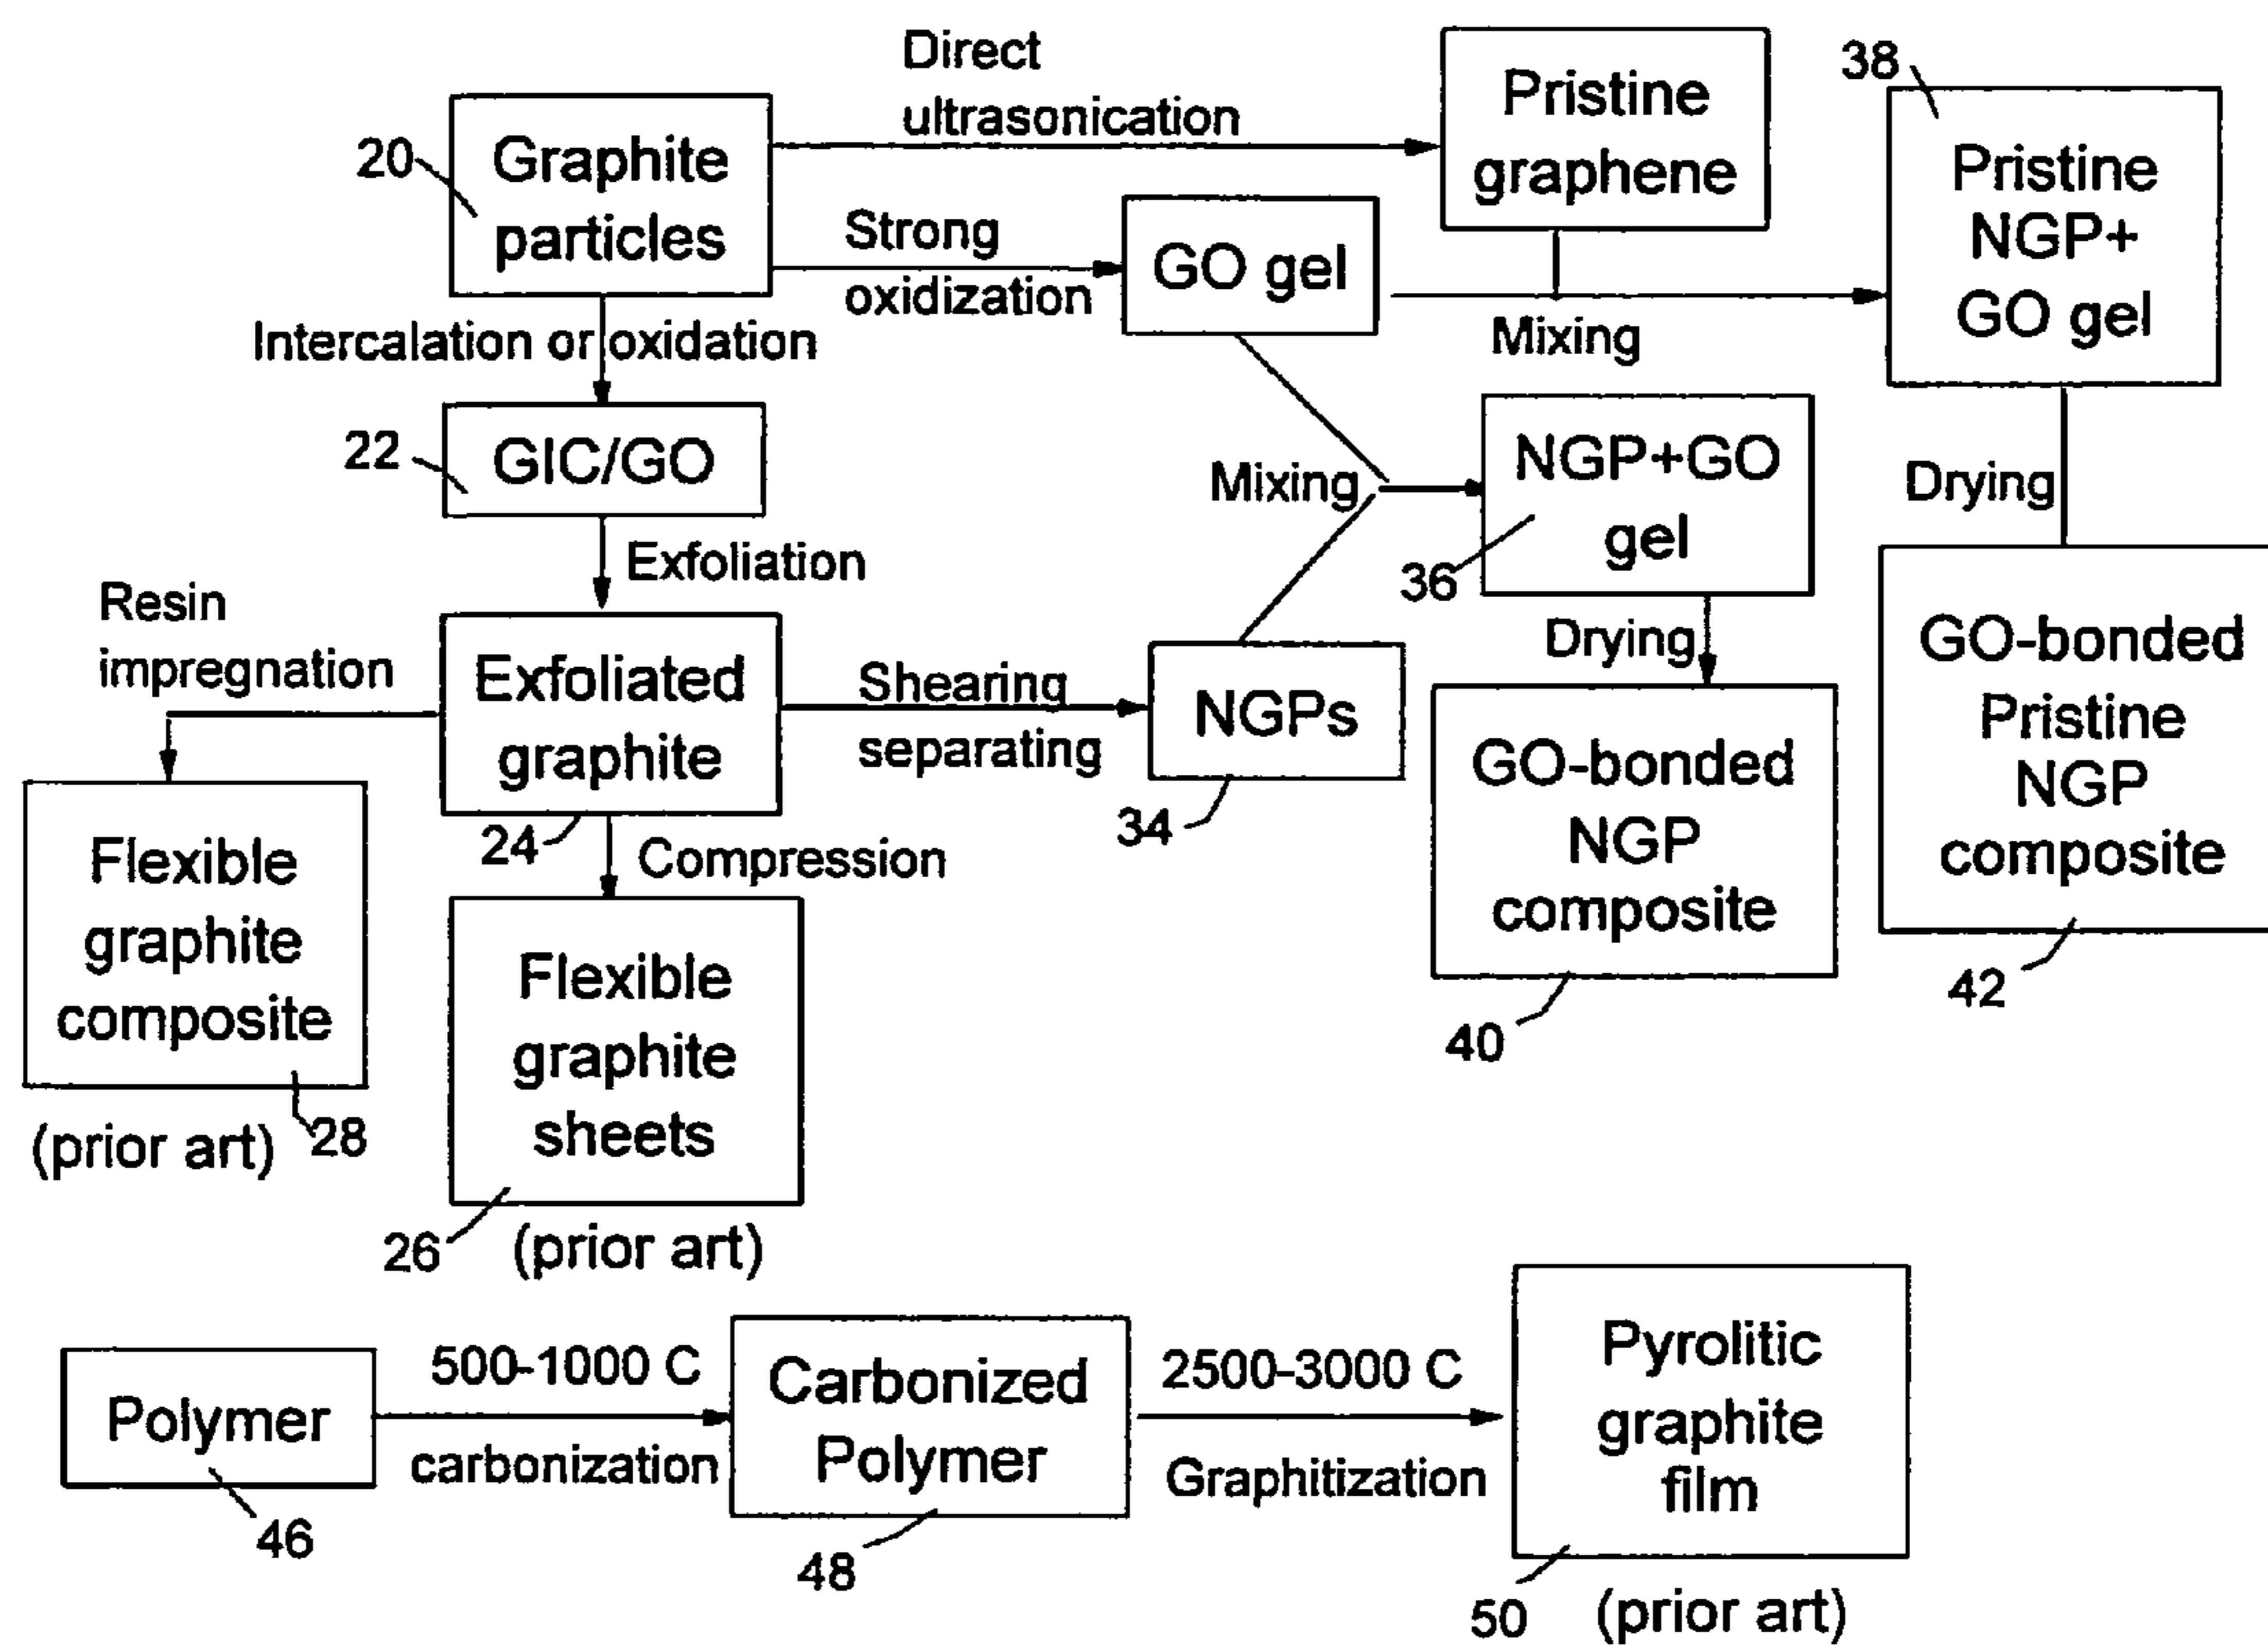 Direct
ultrasonication
Pristine
graphene
38
Pristine
NGP+
GO gel
20
Graphite
particles
Strong
oxidization
GO gel
Mixing
Intercalation or oxidation
22
GIC/GO
Mixing
NGP+GO
gel
36
Drying
Exfoliation
Resin
impregnation
Exfoliated
graphite
24
Shearing
separating
NGPs
34
Drying
GO-bonded
NGP
composite
40
GO-bonded
Pristine
NGP
composite
42
Compression
Flexible
graphite
composite
(prior art)
28
Flexible
graphite
sheets
26
(prior art)
Polymer
46
500-1000 C
carbonization
Carbonized
Polymer
48
2500-3000 C
Graphitization
Pyrolitic
graphite
film
50
(prior art)